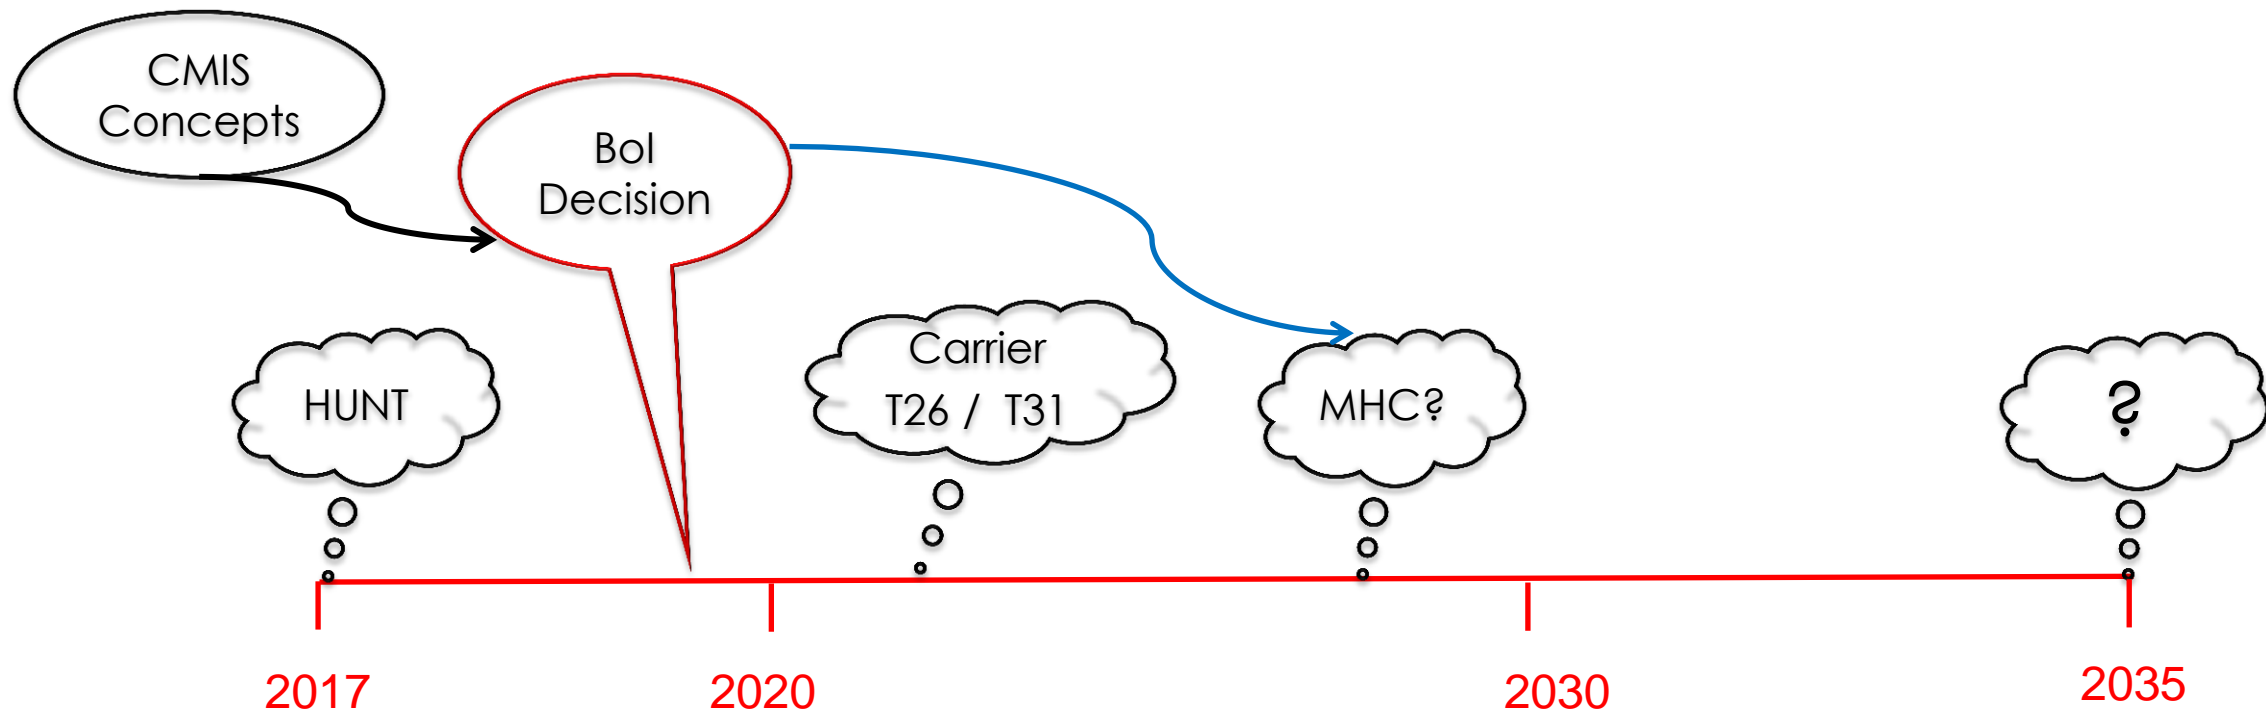 CMIS
Concepts
BoI
Decision
HUNT
Carrier
T26 / T31
MHC?
?
2017
2020
2030
2035